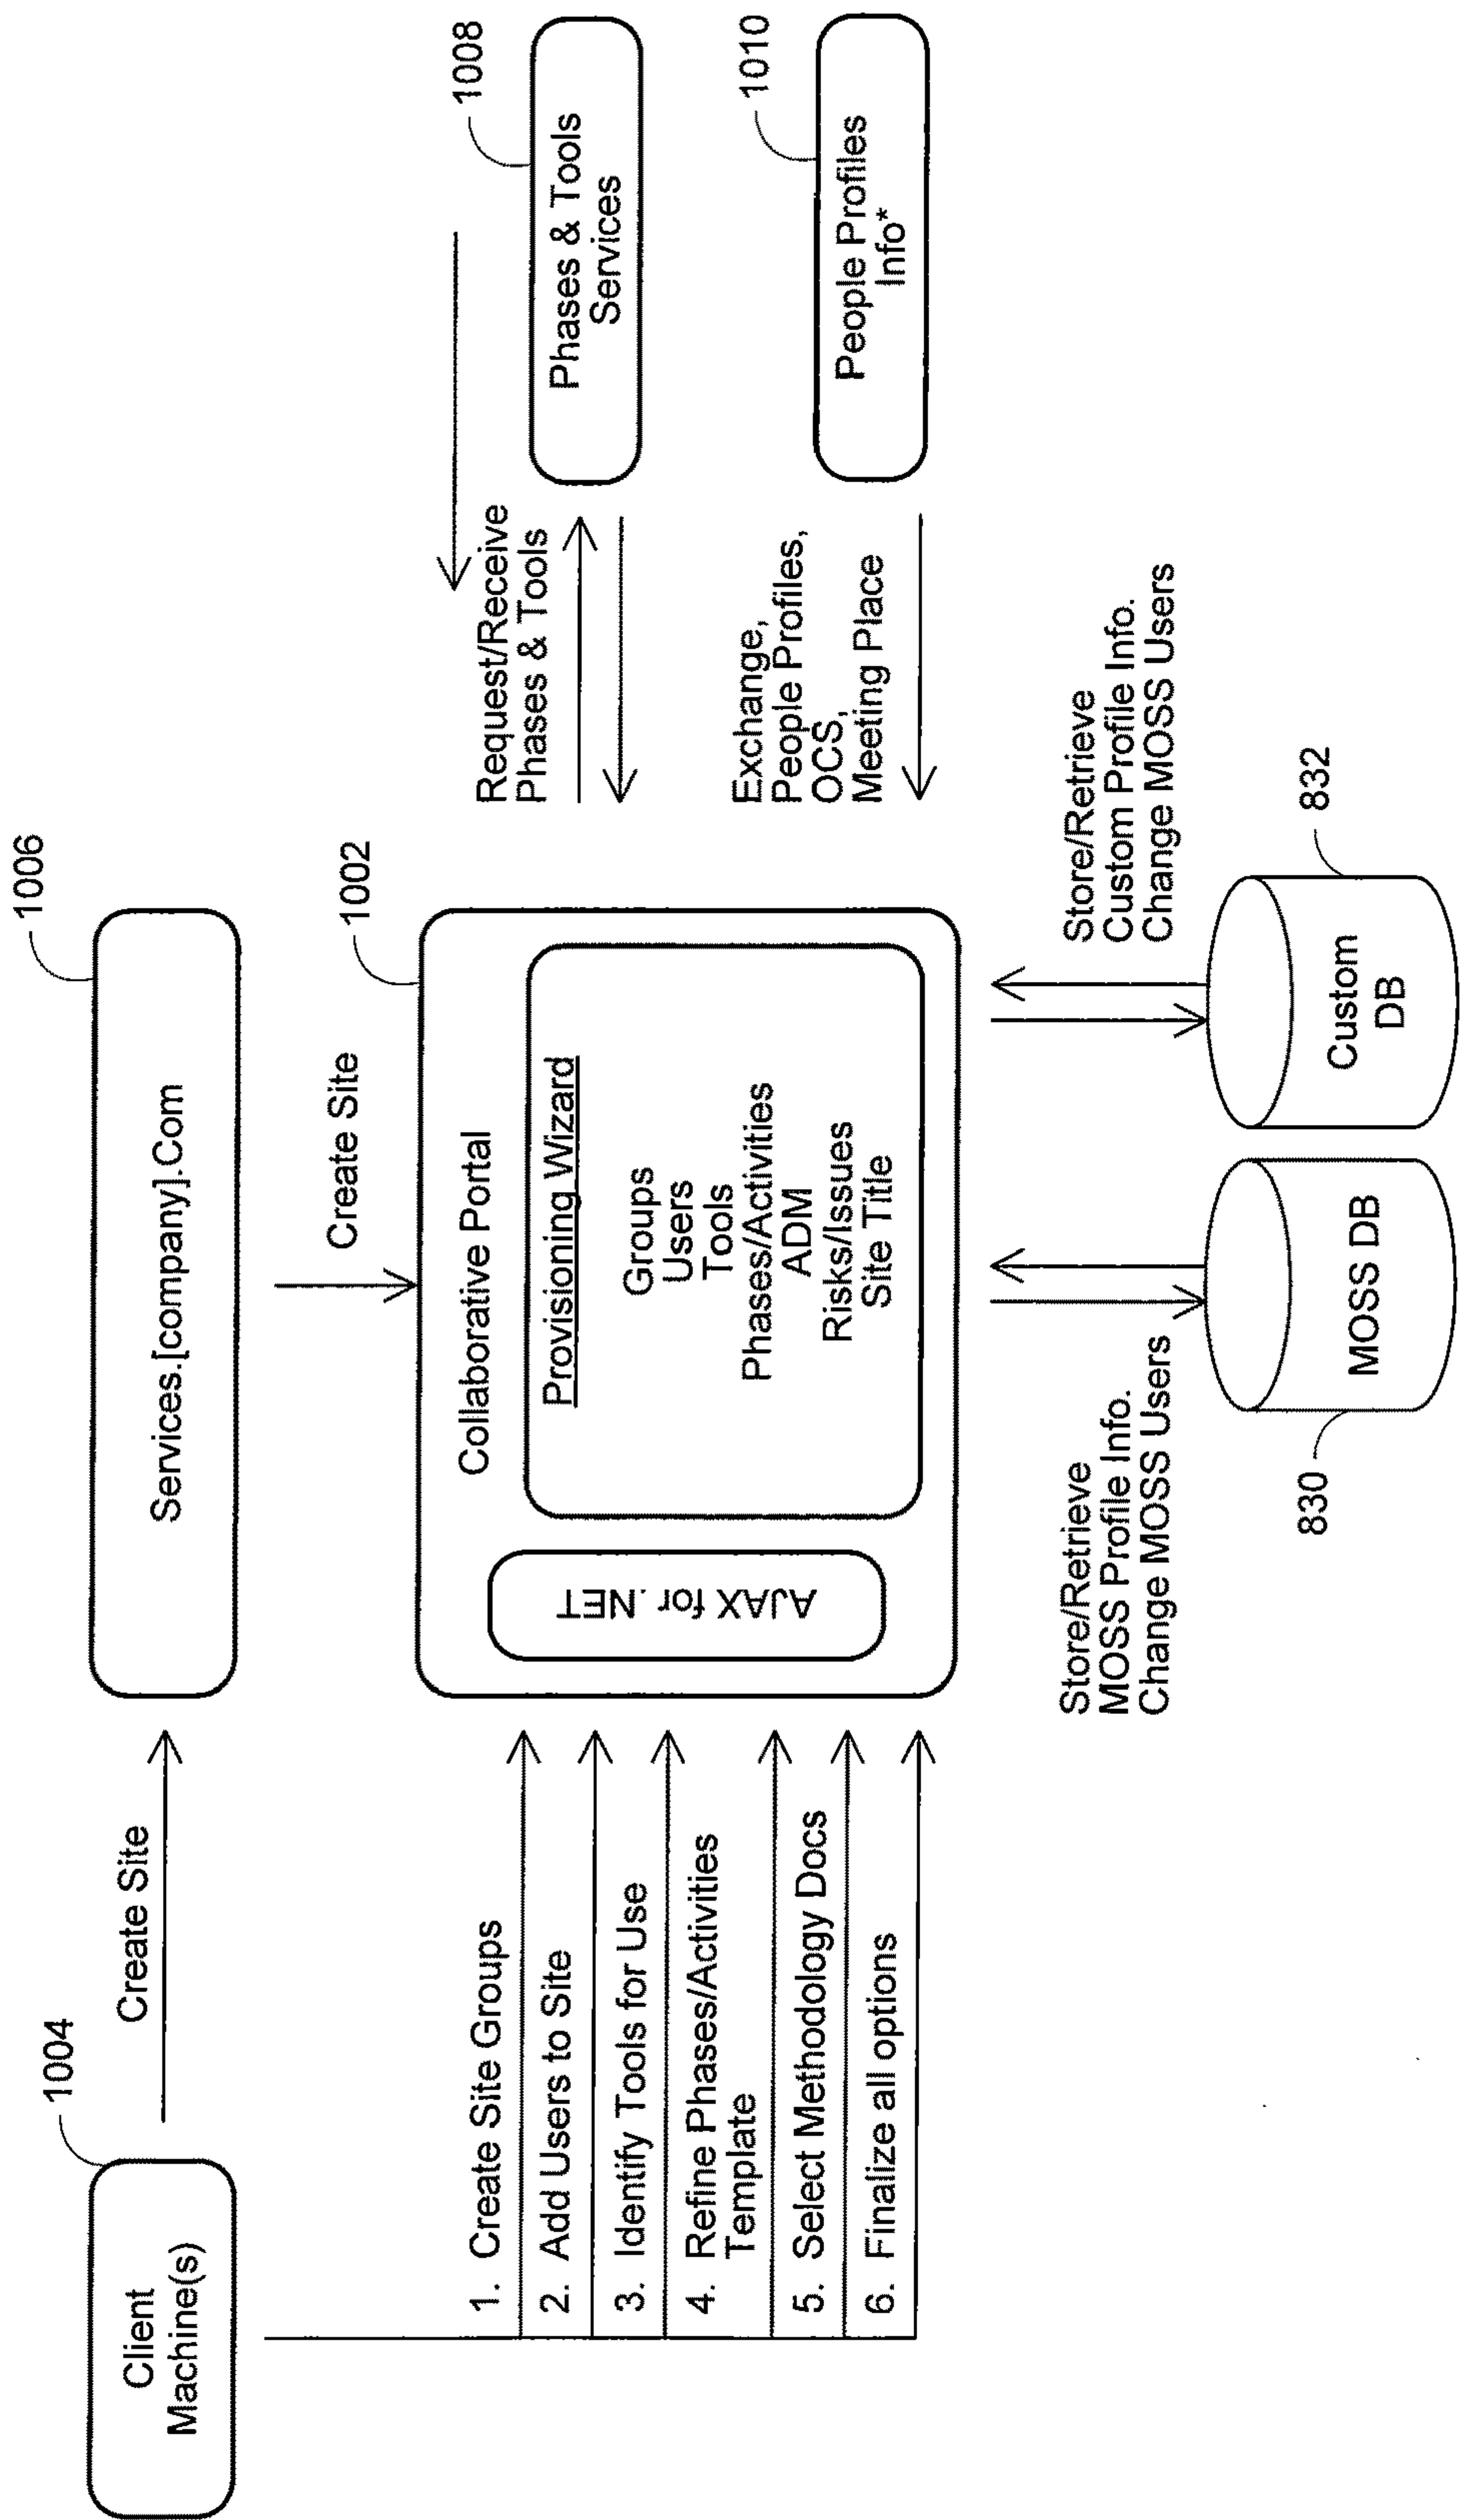 1004
Client
Machine(s)
Create Site
1006
Services.[company].Com
Create Site
1. Create Site Groups
2. Add Users to Site
3. Identify Tools for Use
4. Refine Phases/Activities
Template
5. Select Methodology Docs
6. Finalize all options
1002
Collaborative Portal
AJAX for .NET
Provisioning Wizard
Groups
Users
Tools
Phases/Activities
ADM
Risks/Issues
Site Title
Request/Receive
Phases & Tools
1008
Phases & Tools
Services
Exchange,
People Profiles,
OCS,
Meeting Place
1010
People Profiles
Info*
Store/Retrieve
MOSS Profile Info.
Change MOSS Users
830
MOSS DB
Store/Retrieve
Custom Profile Info.
Change MOSS Users
832
Custom
DB